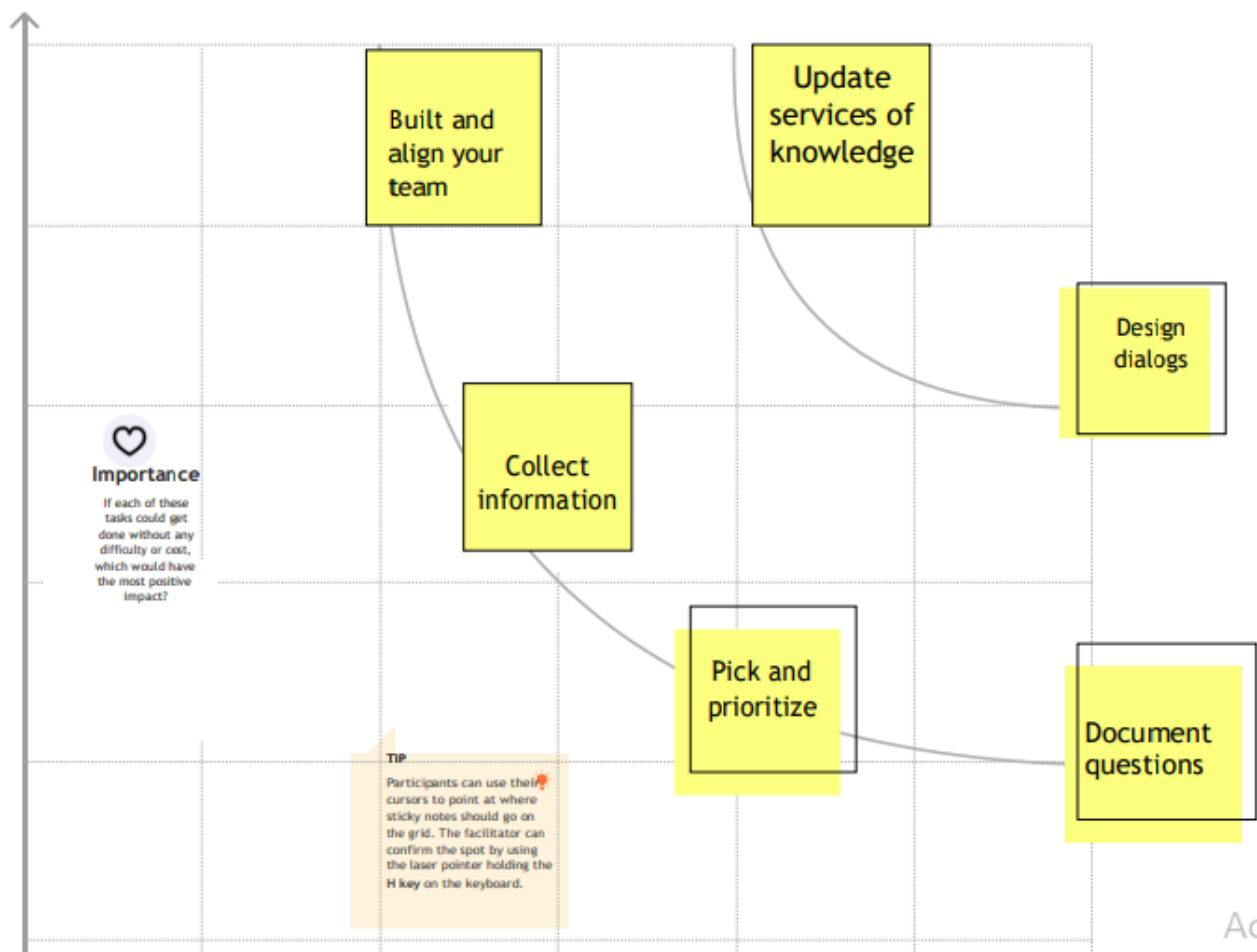 Built and
align your
team
Update
services of
knowledge
Design
dialogs
Importance
If each of these
tasks could get
done without any
difficulty or cost,
which would have
the most positive
impact?
Collect
information
Pick and
prioritize
Document
questions
TIP
Participants can use their
cursors to point at where
sticky notes should go on
the grid. The facilitator can
confirm the spot by using
the laser pointer holding the
H key on the keyboard.